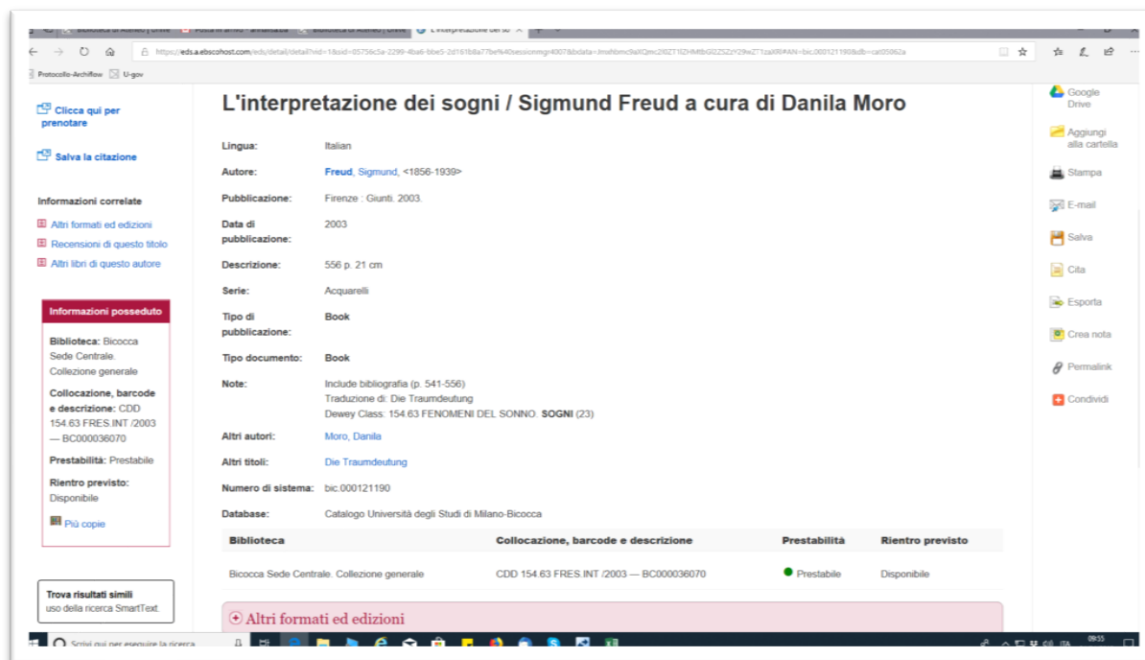 Protocollo-Archiflow U-gov
Clicca qui per
prenotare
Salva la citazione
Informazioni correlate
Altri formati ed edizioni
Recensioni di questo titolo
Altri libri di questo autore
Informazioni posseduto
Biblioteca: Bicocca
Sede Centrale.
Collezione generale
Collocazione, barcode
e descrizione: CDD
154.63 FRES.INT /2003
— BC000036070
Prestabilità: Prestabile
Rientro previsto:
Disponibile
Più copie
Trova risultati simili
uso della ricerca SmartText.
L'interpretazione dei sogni / Sigmund Freud a cura di Danila Moro
Lingua: Italian
Autore: Freud, Sigmund, <1856-1939>
Pubblicazione: Firenze : Giunti. 2003.
Data di 2003
pubblicazione:
Descrizione: 556 p. 21 cm
Serie: Acquarelli
Tipo di Book
pubblicazione:
Tipo documento: Book
Note: Include bibliografia (p. 541-556)
Traduzione di: Die Traumdeutung
Dewey Class: 154.63 FENOMENI DEL SONNO. SOGNI (23)
Altri autori: Moro, Danila
Altri titoli: Die Traumdeutung
Numero di sistema: bic.000121190
Database: Catalogo Università degli Studi di Milano-Bicocca
Biblioteca Collocazione, barcode e descrizione Prestabilità Rientro previsto
Bicocca Sede Centrale. Collezione generale CDD 154.63 FRES.INT /2003 — BC000036070 Prestabile Disponibile
Altri formati ed edizioni
Google
Drive
Aggiungi
alla cartella
Stampa
E-mail
Salva
Cita
Esporta
Crea nota
Permalink
Condividi
Scrivi qui per eseguire la ricerca
09:55